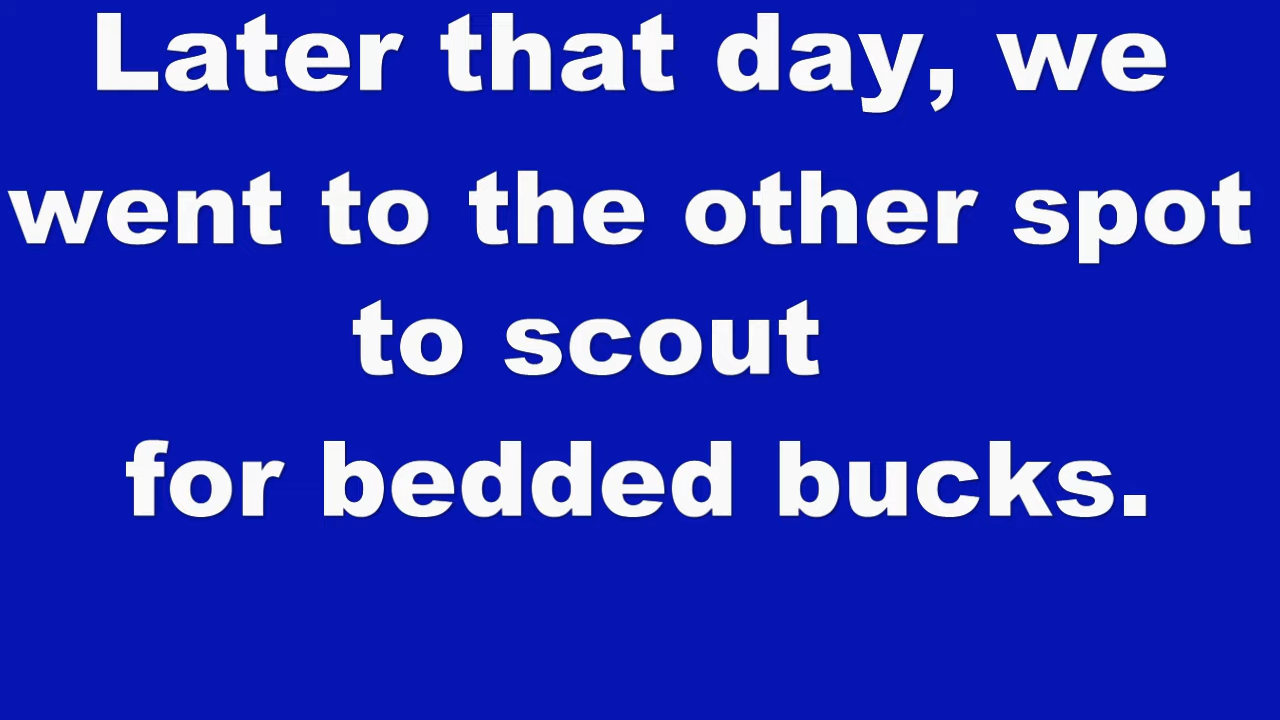 Later that day, we
went to the other spot
to scout
for bedded bucks.